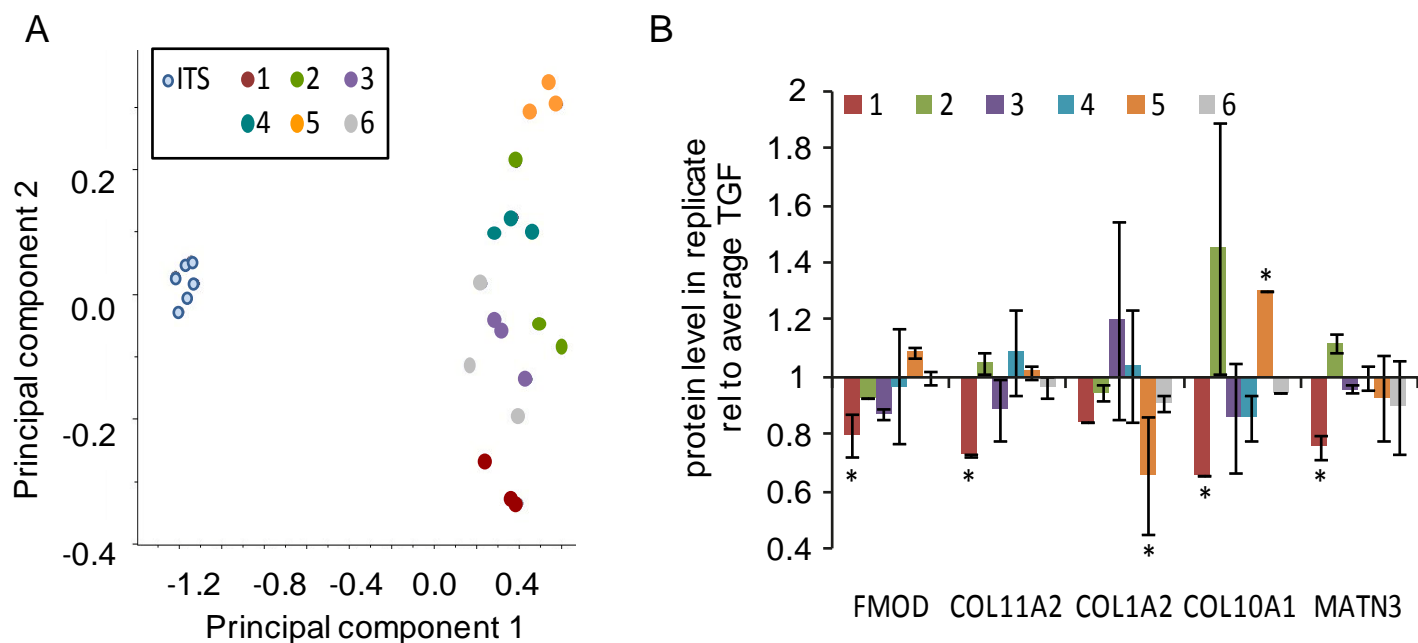 A
ITS 1 2 3
4 5 6
Principal component 2
0.2
0.0
-0.2
-0.4
-1.2 -0.8 -0.4 0.0 0.4
Principal component 1
B
1 2 3 4 5 6
protein level in replicate
rel to average TGF
2
1.8
1.6
1.4
1.2
1
0.8
0.6
0.4
* * * * * *
FMOD COL11A2 COL1A2 COL10A1 MATN3